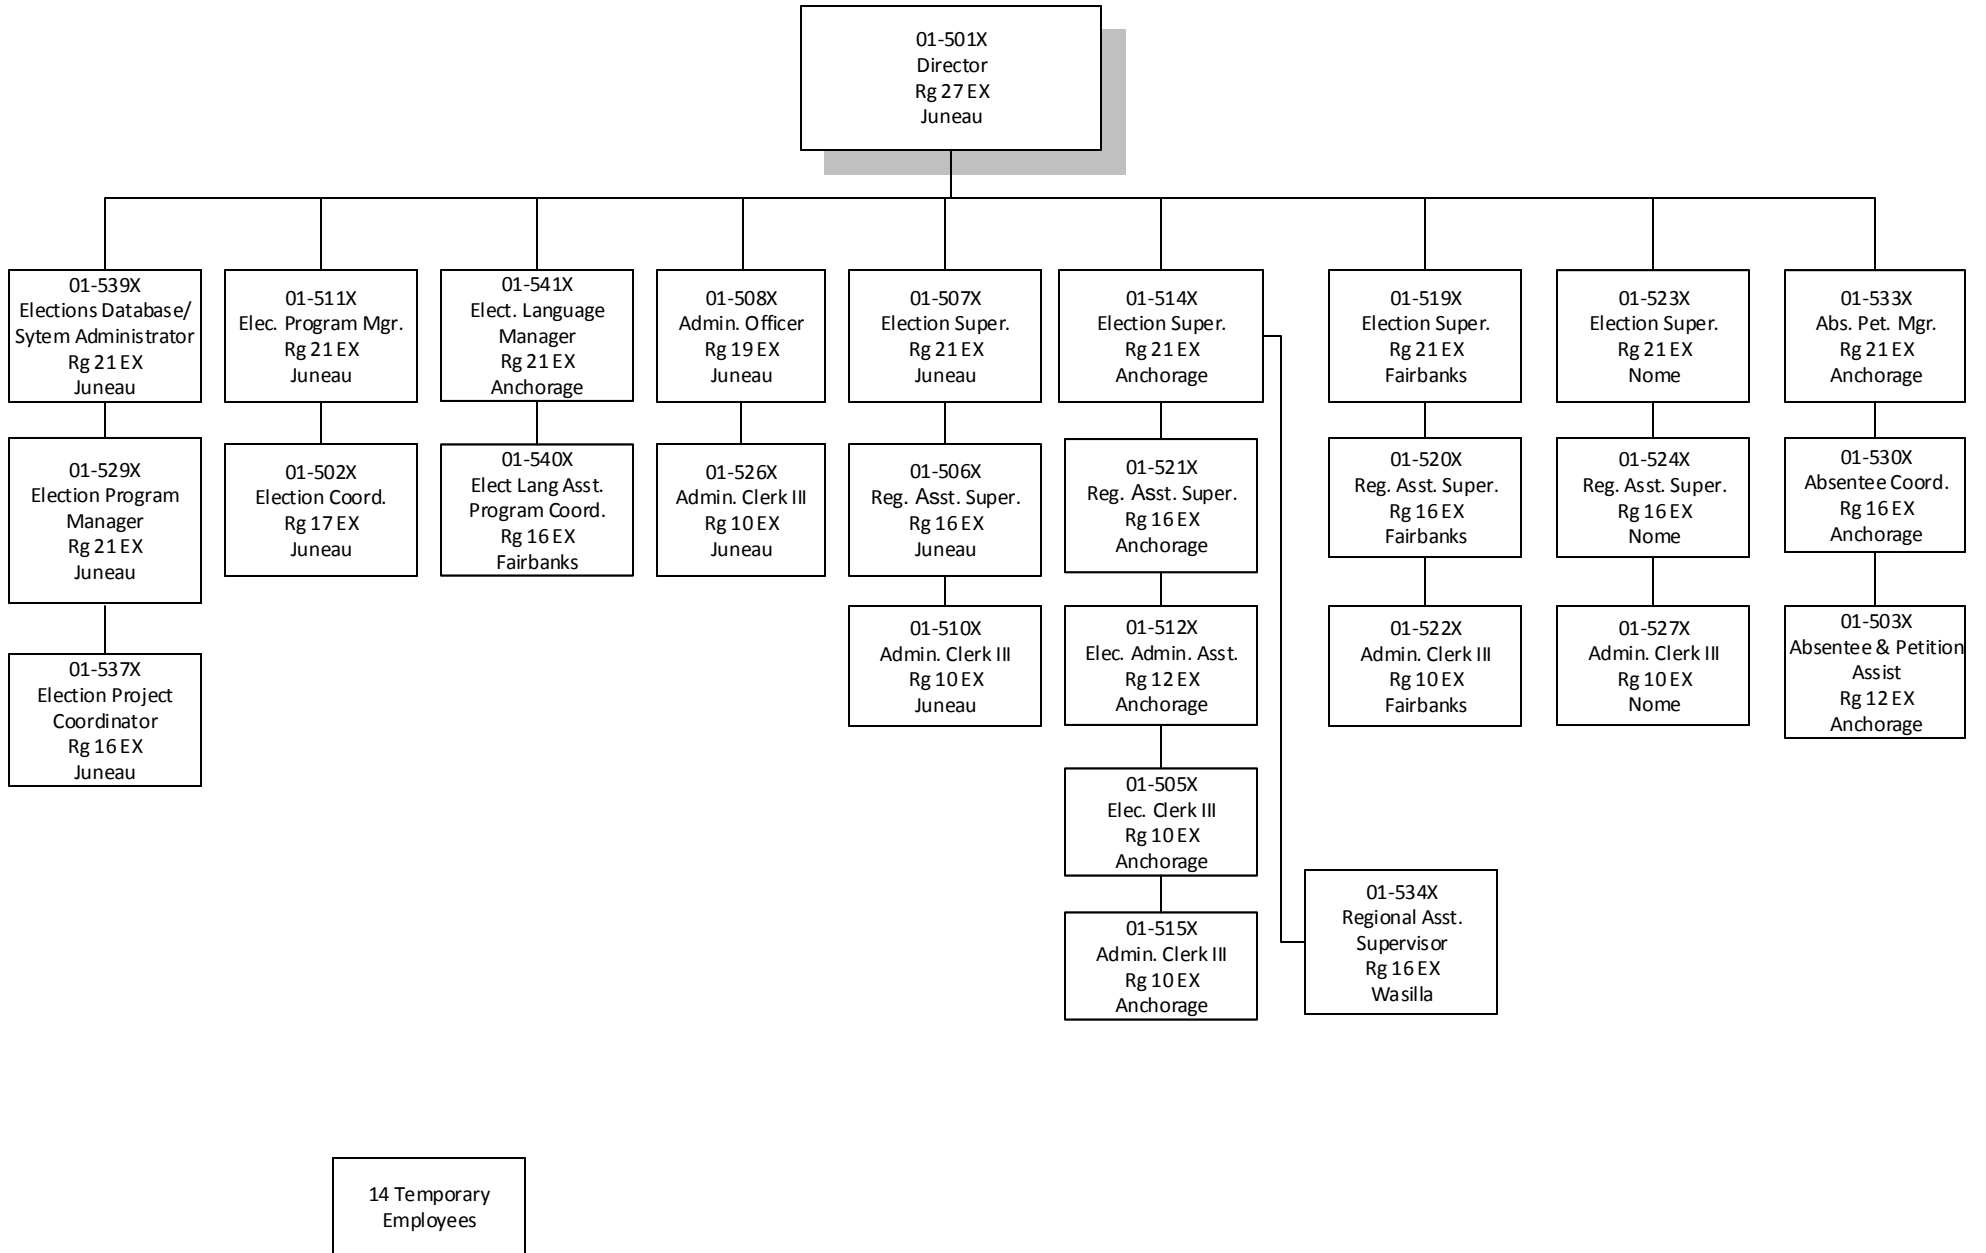 01-501X
Director
Rg 27 EX
Juneau
01-539X
Elections Database/
Sytem Administrator
Rg 21 EX
Juneau
01-511X
Elec. Program Mgr.
Rg 21 EX
Juneau
01-541X
Elect. Language
Manager
Rg 21 EX
Anchorage
01-508X
Admin. Officer
Rg 19 EX
Juneau
01-507X
Election Super.
Rg 21 EX
Juneau
01-514X
Election Super.
Rg 21 EX
Anchorage
01-519X
Election Super.
Rg 21 EX
Fairbanks
01-523X
Election Super.
Rg 21 EX
Nome
01-533X
Abs. Pet. Mgr.
Rg 21 EX
Anchorage
01-529X
Election Program
Manager
Rg 21 EX
Juneau
01-502X
Election Coord.
Rg 17 EX
Juneau
01-540X
Elect Lang Asst.
Program Coord.
Rg 16 EX
Fairbanks
01-526X
Admin. Clerk III
Rg 10 EX
Juneau
01-506X
Reg. Asst. Super.
Rg 16 EX
Juneau
01-521X
Reg. Asst. Super.
Rg 16 EX
Anchorage
01-520X
Reg. Asst. Super.
Rg 16 EX
Fairbanks
01-524X
Reg. Asst. Super.
Rg 16 EX
Nome
01-530X
Absentee Coord.
Rg 16 EX
Anchorage
01-537X
Election Project
Coordinator
Rg 16 EX
Juneau
01-510X
Admin. Clerk III
Rg 10 EX
Juneau
01-512X
Elec. Admin. Asst.
Rg 12 EX
Anchorage
01-522X
Admin. Clerk III
Rg 10 EX
Fairbanks
01-527X
Admin. Clerk III
Rg 10 EX
Nome
01-503X
Absentee & Petition
Assist
Rg 12 EX
Anchorage
01-505X
Elec. Clerk III
Rg 10 EX
Anchorage
01-515X
Admin. Clerk III
Rg 10 EX
Anchorage
01-534X
Regional Asst.
Supervisor
Rg 16 EX
Wasilla
14 Temporary
Employees